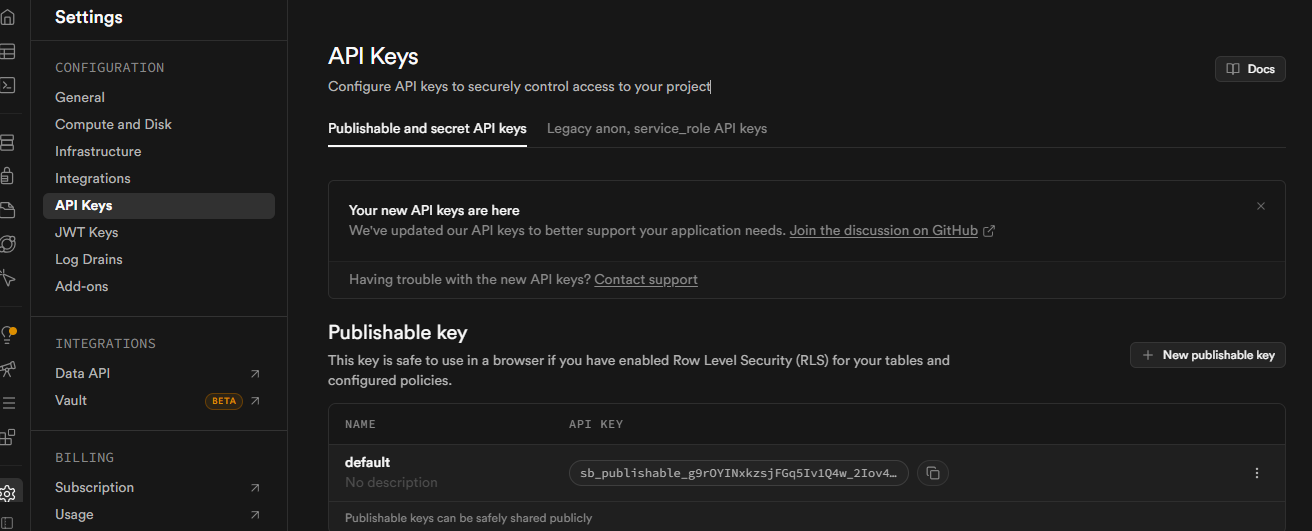 Settings
CONFIGURATION
General
Compute and Disk
Infrastructure
Integrations
API Keys
JWT Keys
Log Drains
Add-ons
INTEGRATIONS
Data API
Vault
BETA
BILLING
Subscription
Usage
API Keys
Configure API keys to securely control access to your project
Docs
Publishable and secret API keys
Legacy anon, service_role API keys
Your new API keys are here
We've updated our API keys to better support your application needs. Join the discussion on GitHub
Having trouble with the new API keys? Contact support
Publishable key
This key is safe to use in a browser if you have enabled Row Level Security (RLS) for your tables and
configured policies.
New publishable key
NAME
API KEY
default
No description
sb_publishable_g9rOYINxkzsjFGq5Iv1Q4w_2Iov4…
Publishable keys can be safely shared publicly